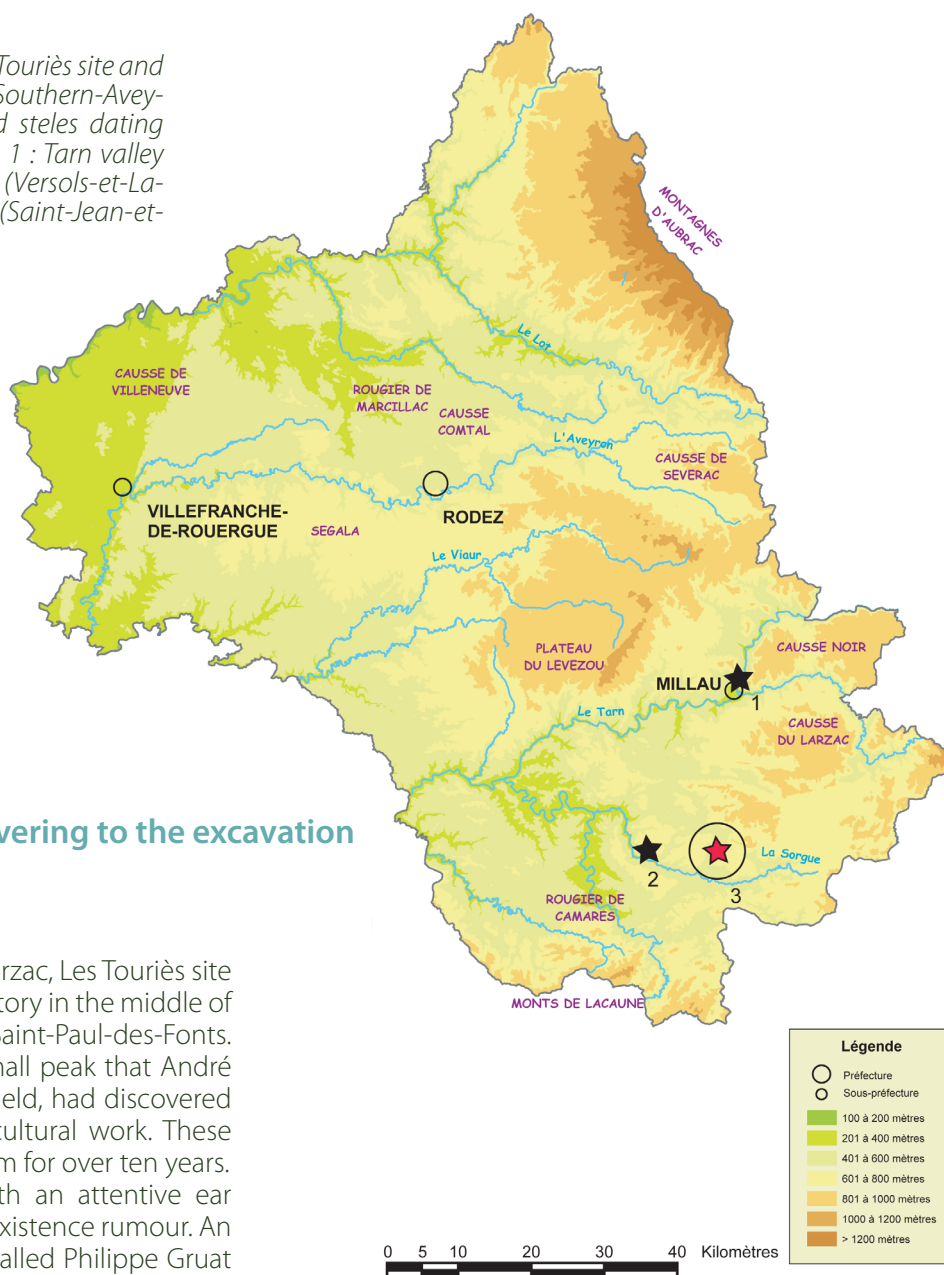 Touriès site and
Southern-Avey-
d steles dating
1 : Tarn valley
(Versols-et-La-
(Saint-Jean-et-
MONTAGNES
D'AUBRAC
Le Lot
CAUSSE DE
VILLENEUVE
ROUGIER DE
MARCILLAC
CAUSSE
COMTAL
L'Aveyron
CAUSSE DE
SEVERAC
VILLEFRANCHE-
DE-ROUERGUE
SEGALA
RODEZ
Le Viaur
PLATEAU
DU LEVEZOU
CAUSSE NOIR
MILLAU
1
Le Tarn
CAUSSE
DU LARZAC
vering to the excavation
La Sorgue
2
3
ROUGIER DE
CAMARES
MONTS DE LACAUNE
rzac, Les Touriès site
tory in the middle of
Saint-Paul-des-Fonts.
nall peak that André
eld, had discovered
cultural work. These
m for over ten years.
th an attentive ear
existence rumour. An
alled Philippe Gruat
Légende
Préfecture
Sous-préfecture
100 à 200 mètres
201 à 400 mètres
401 à 600 mètres
601 à 800 mètres
801 à 1000 mètres
1000 à 1200 mètres
> 1200 mètres
0 5 10 20 30 40 Kilomètres